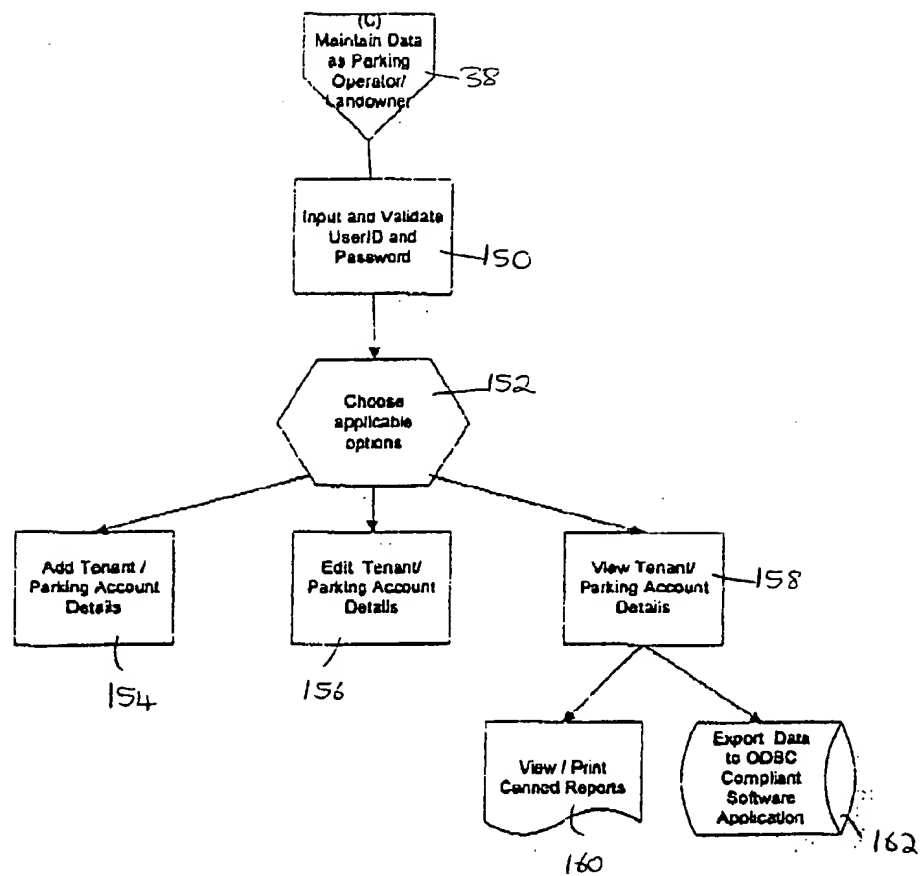 (C)
Maintain Data
as Parking
Operator/
Landowner
38
Input and Validate
UserID and
Password
150
Choose
applicable
options
152
Add Tenant /
Parking Account
Details
154
Edit Tenant/
Parking Account
Details
156
View Tenant/
Parking Account
Details
158
View / Print
Canned Reports
160
Export Data
to ODBC
Compliant
Software
Application
162